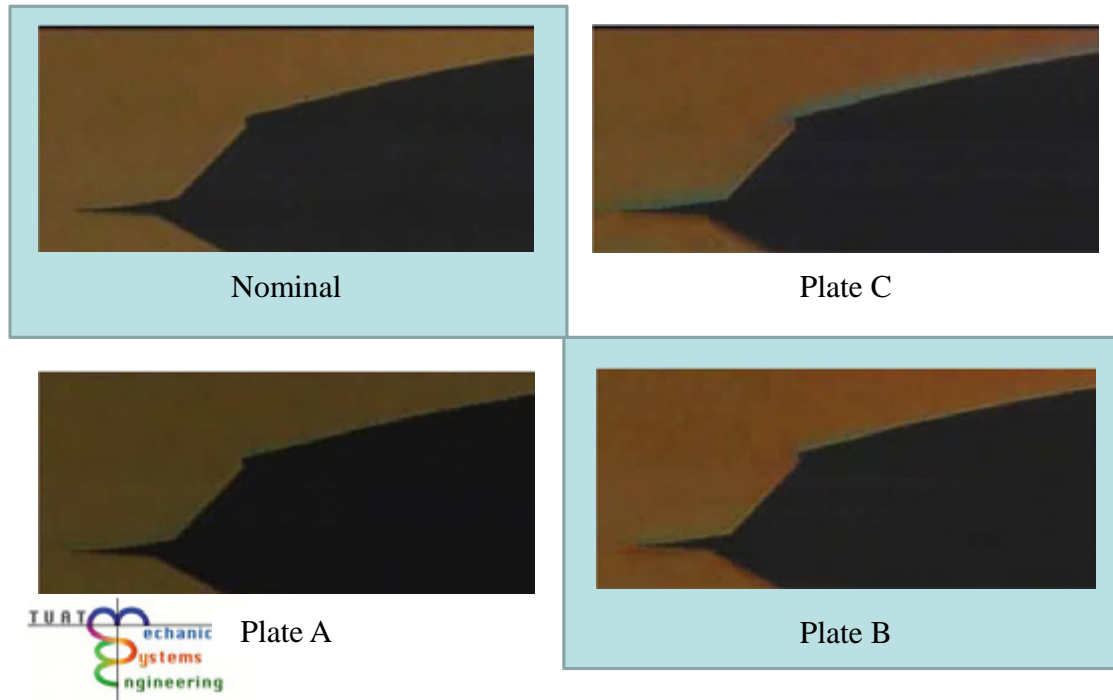 Nominal
Plate C
Plate A
Plate B
TUAT
echanic
ystems
ngineering